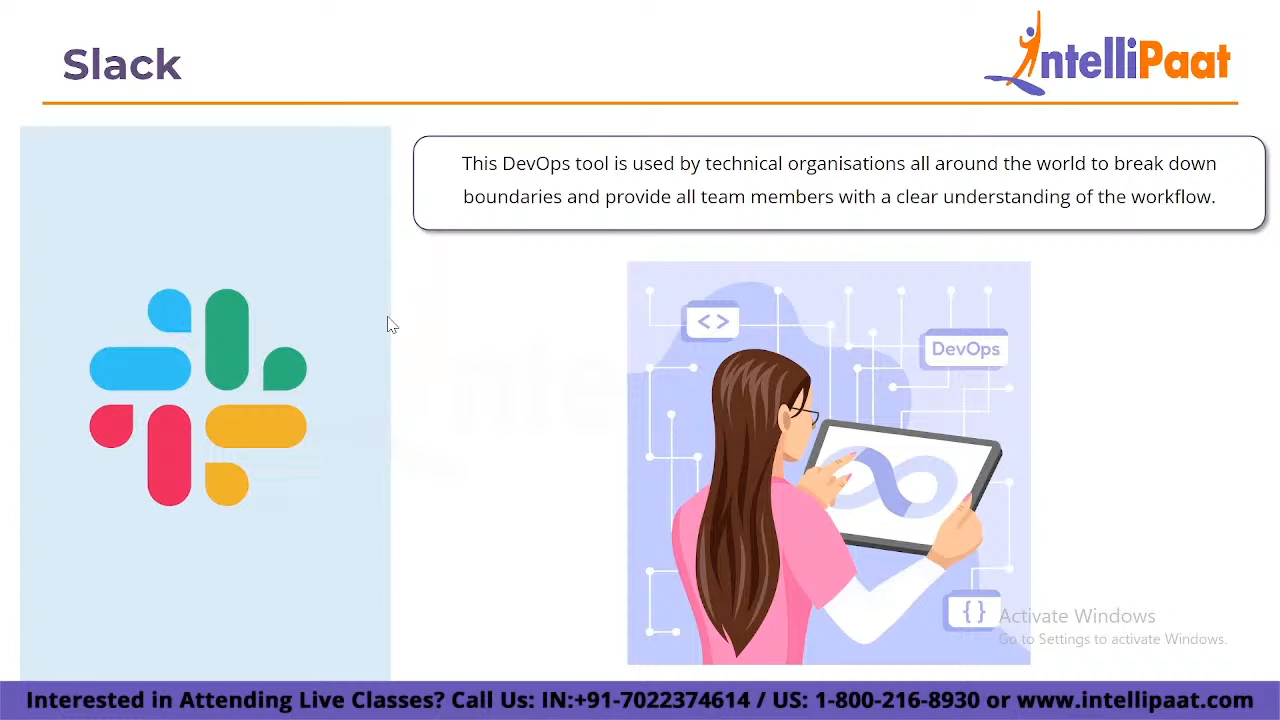 Slack
IntelliPaat
This DevOps tool is used by technical organisations all around the world to break down
boundaries and provide all team members with a clear understanding of the workflow.
< >
DevOps
{ }
Activate Windows
Go to Settings to activate Windows.
Interested in Attending Live Classes? Call Us: IN:+91-7022374614 / US: 1-800-216-8930 or www.intellipaat.com